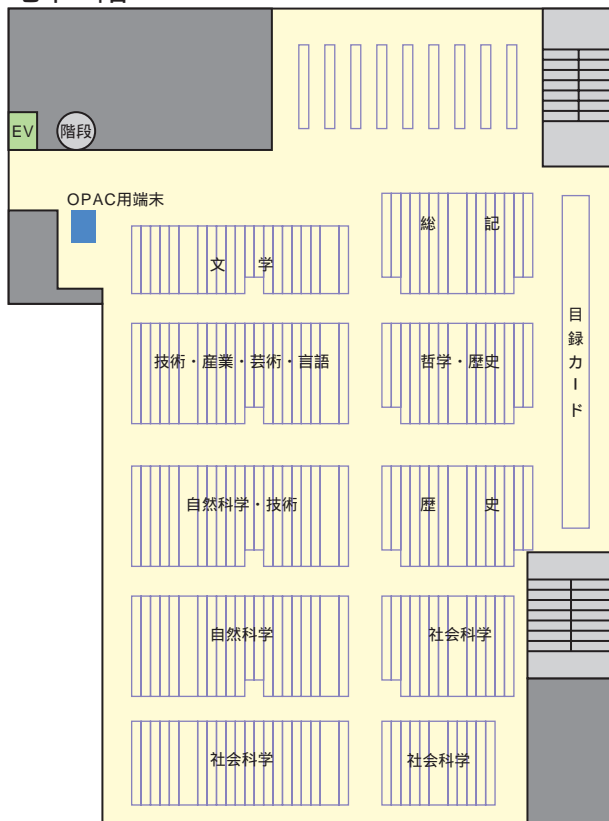 EV
階段
OPAC用端末
総 記
文 学
目録カード
技術・産業・芸術・言語
哲学・歴史
自然科学・技術
歴 史
自然科学
社会科学
社会科学
社会科学